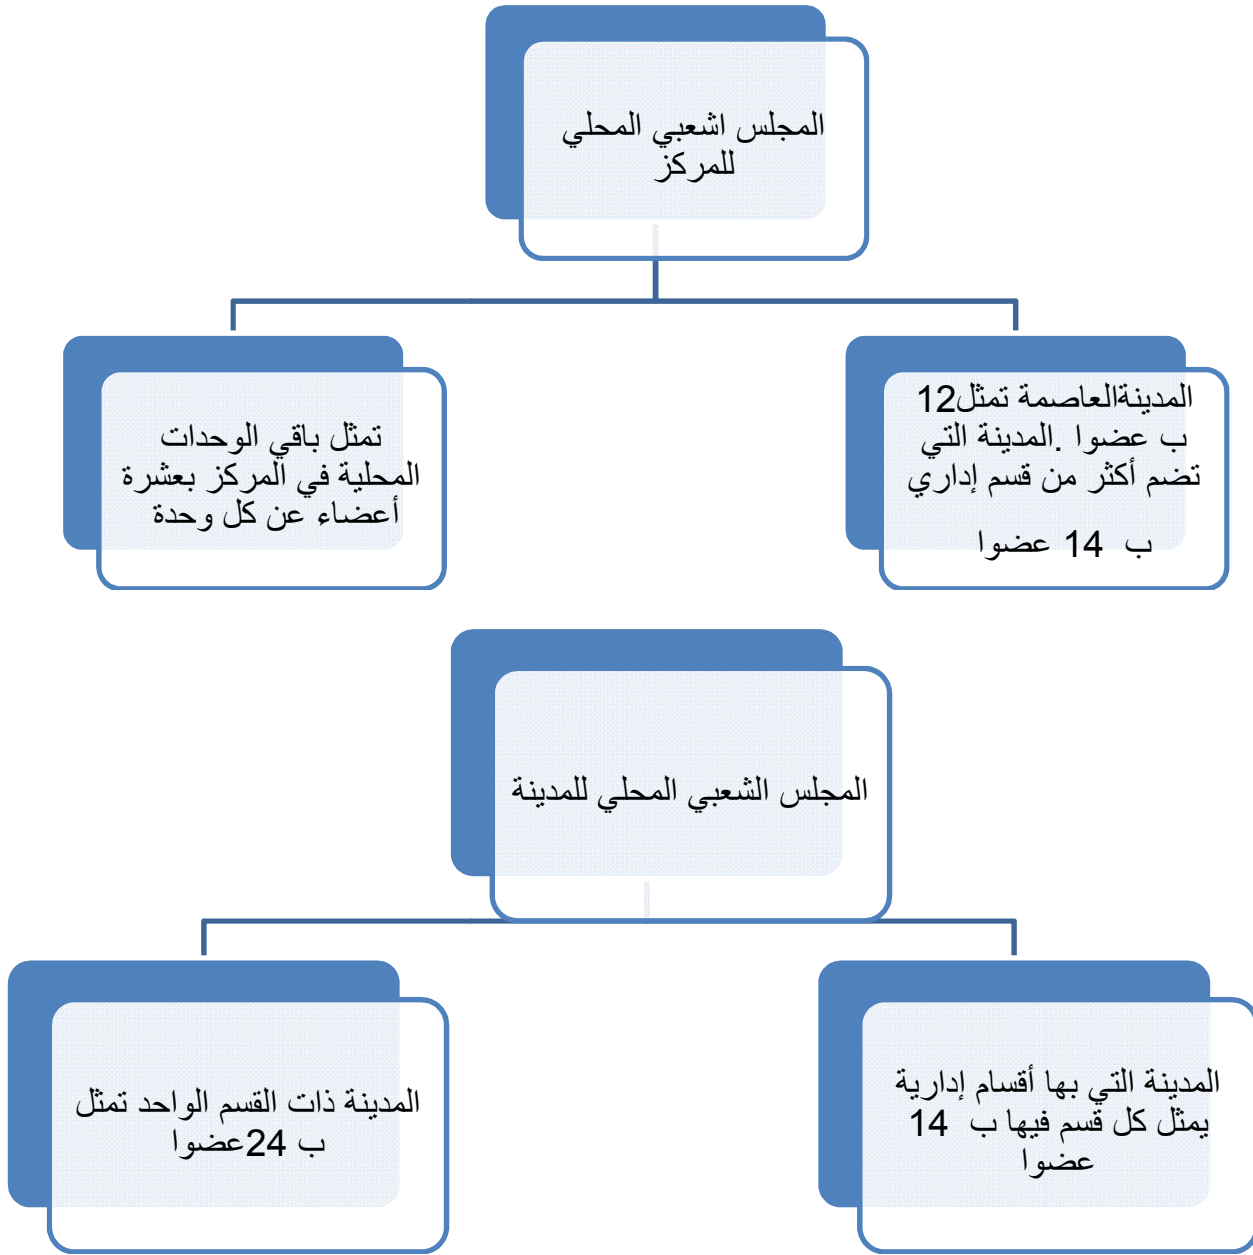 المجلس اشعبي المحلي
للمركز
المدينةالعاصمة تمثل12
ب عضوا .المدينة التي
تضم أكثر من قسم إداري
ب 14 عضوا
تمثل باقي الوحدات
المحلية في المركز بعشرة
أعضاء عن كل وحدة
المجلس الشعبي المحلي للمدينة
المدينة التي بها أقسام إدارية
يمثل كل قسم فيها ب 14
عضوا
المدينة ذات القسم الواحد تمثل
ب 24عضوا